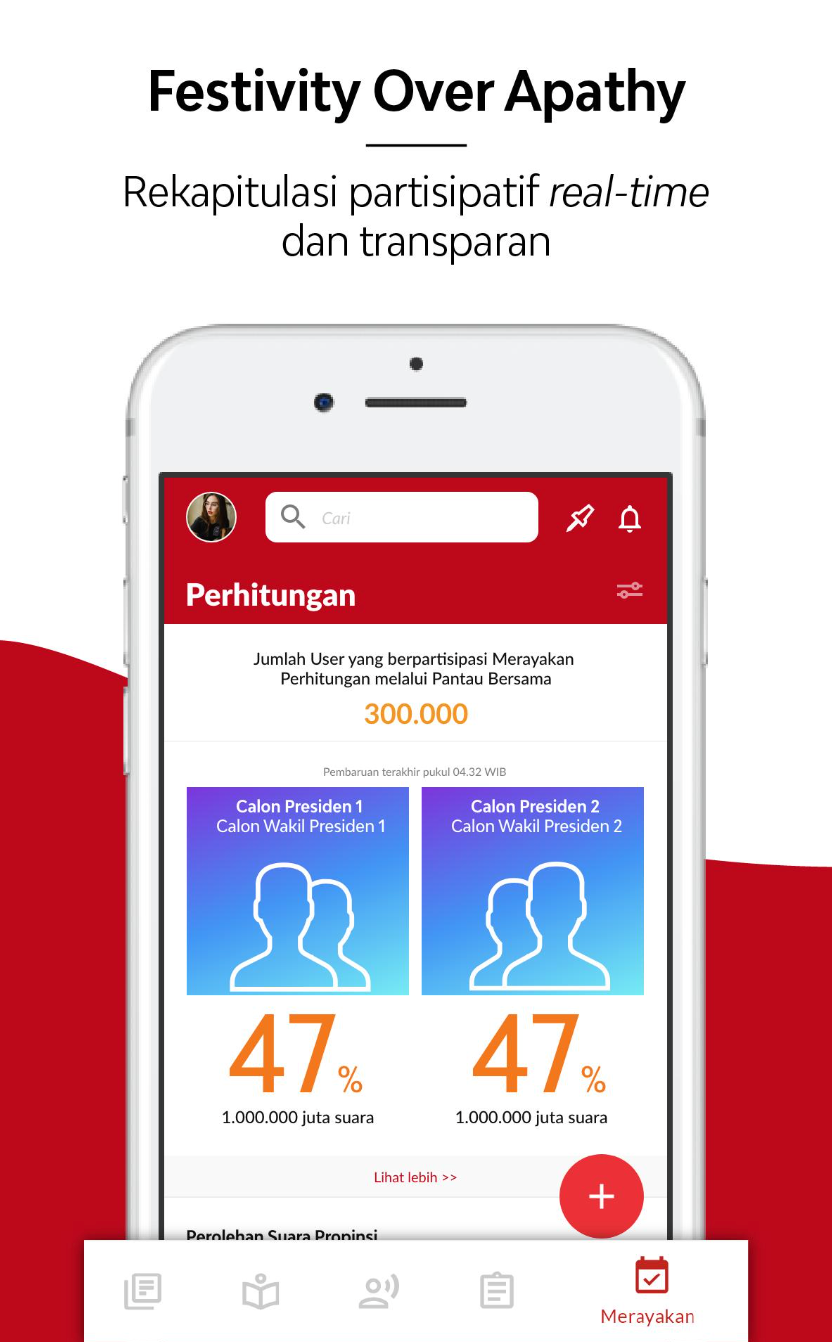 Festivity Over Apathy
Rekapitulasi partisipatif real-time
dan transparan
Cari
Perhitungan
Jumlah User yang berpartisipasi Merayakan
Perhitungan melalui Pantau Bersama
300.000
Pembaruan terakhir pukul 04.32 WIB
Calon Presiden 1
Calon Wakil Presiden 1
Calon Presiden 2
Calon Wakil Presiden 2
47%
1.000.000 juta suara
47%
1.000.000 juta suara
Lihat lebih >>
+
Perolehan Suara Propinsi
Merayakan